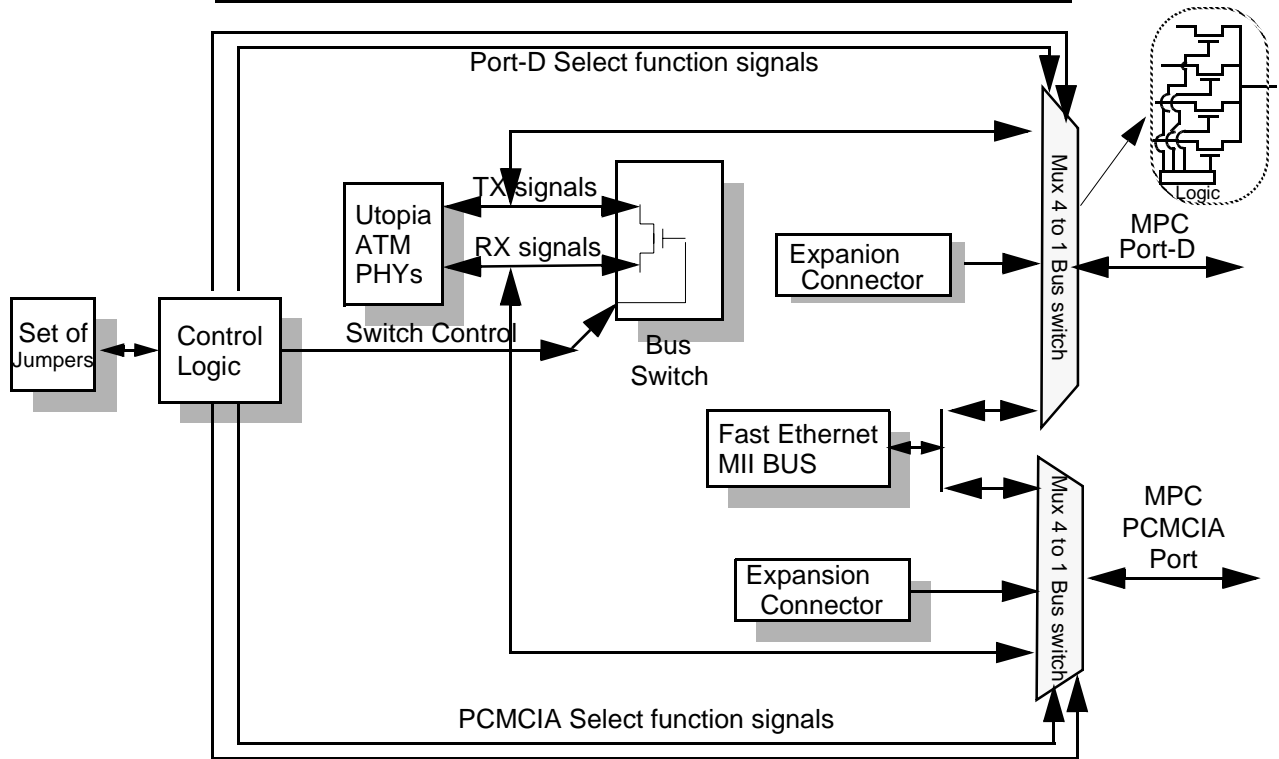 Port-D Select function signals
Logic
TX signals
Utopia
ATM
PHYs
RX signals
Mux 4 to 1 Bus switch
MPC
Port-D
Expanion
Connector
Set of
Jumpers
Control
Logic
Switch Control
Bus
Switch
Fast Ethernet
MII BUS
Mux 4 to 1 Bus switch
MPC
PCMCIA
Port
Expansion
Connector
PCMCIA Select function signals